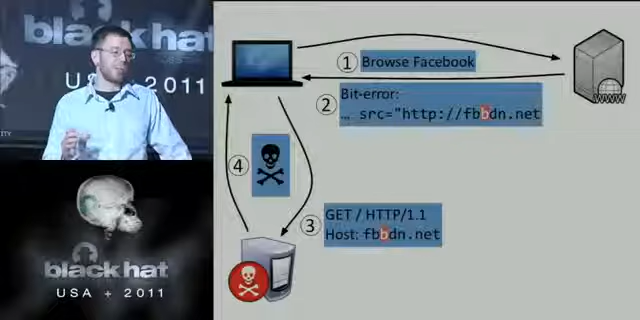 black hat
USA + 2011
black hat
USA + 2011
① Browse Facebook
② Bit-error:
… src="http://fbbdn.net
WWW
④
③ GET / HTTP/1.1
Host: fbbdn.net